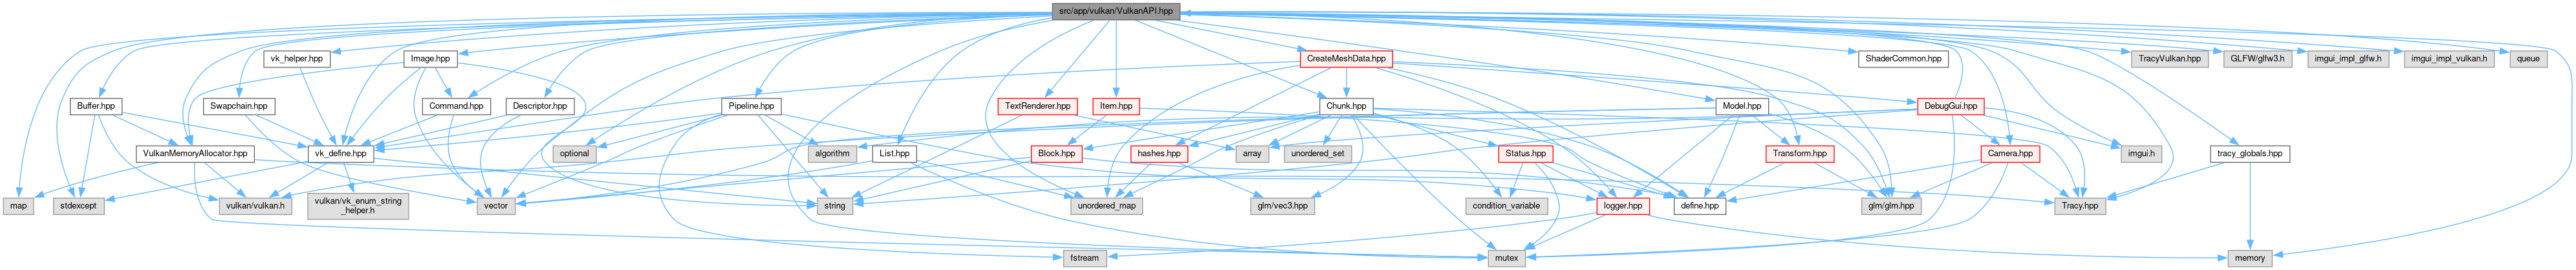 src/app/vulkan/VulkanAPI.hpp
vk_helper.hpp
Image.hpp
CreateMeshData.hpp
ShaderCommon.hpp
TracyVulkan.hpp
GLFW/glfw3.h
imgui_impl_glfw.h
imgui_impl_vulkan.h
queue
Buffer.hpp
Swapchain.hpp
Command.hpp
Descriptor.hpp
Pipeline.hpp
TextRenderer.hpp
Item.hpp
Chunk.hpp
Model.hpp
DebugGui.hpp
VulkanMemoryAllocator.hpp
vk_define.hpp
optional
algorithm
List.hpp
Block.hpp
hashes.hpp
array
unordered_set
Status.hpp
Transform.hpp
Camera.hpp
imgui.h
tracy_globals.hpp
map
stdexcept
vulkan/vulkan.h
vulkan/vk_enum_string
_helper.h
vector
string
unordered_map
glm/vec3.hpp
condition_variable
logger.hpp
define.hpp
glm/glm.hpp
Tracy.hpp
fstream
mutex
memory